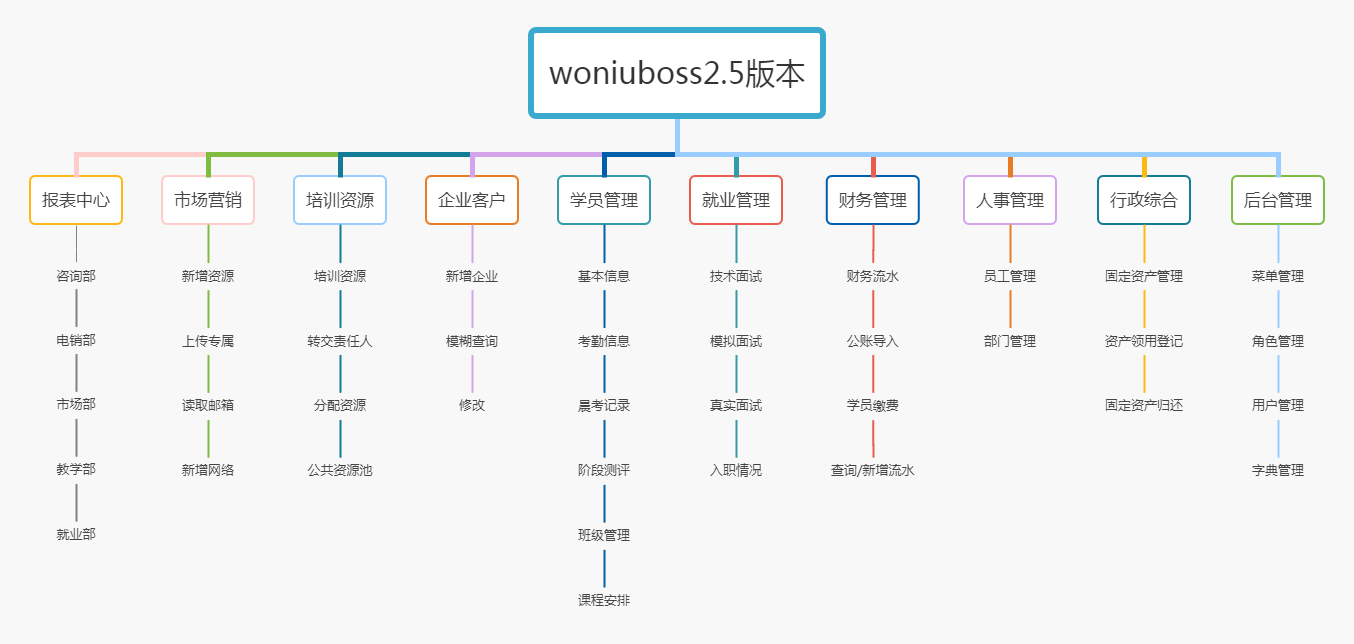 woniuboss2.5版本
报表中心
咨询部
电销部
市场部
教学部
就业部
市场营销
新增资源
上传专属
读取邮箱
新增网络
培训资源
培训资源
转交责任人
分配资源
公共资源池
企业客户
新增企业
模糊查询
修改
学员管理
基本信息
考勤信息
晨考记录
阶段测评
班级管理
课程安排
就业管理
技术面试
模拟面试
真实面试
入职情况
财务管理
财务流水
公账导入
学员缴费
查询/新增流水
人事管理
员工管理
部门管理
行政综合
固定资产管理
资产领用登记
固定资产归还
后台管理
菜单管理
角色管理
用户管理
字典管理